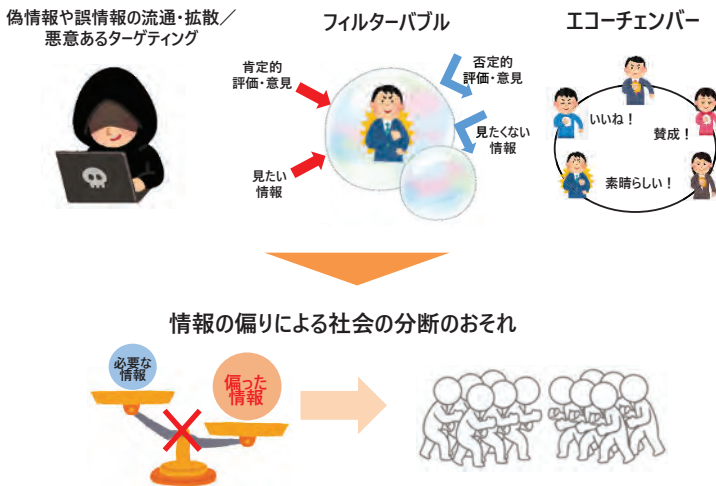 偽情報や誤情報の流通・拡散／
悪意あるターゲティング
フィルターバブル
肯定的
評価・意見
否定的
評価・意見
見たい
情報
見たくない
情報
エコーチェンバー
いいね！
賛成！
素晴らしい！
情報の偏りによる社会の分断のおそれ
必要な
情報
偏った
情報